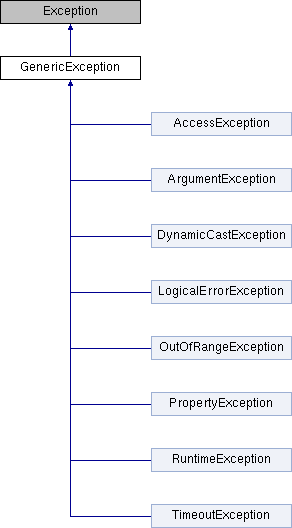 Exception
GenericException
AccessException
ArgumentException
DynamicCastException
LogicalErrorException
OutOfRangeException
PropertyException
RuntimeException
TimeoutException